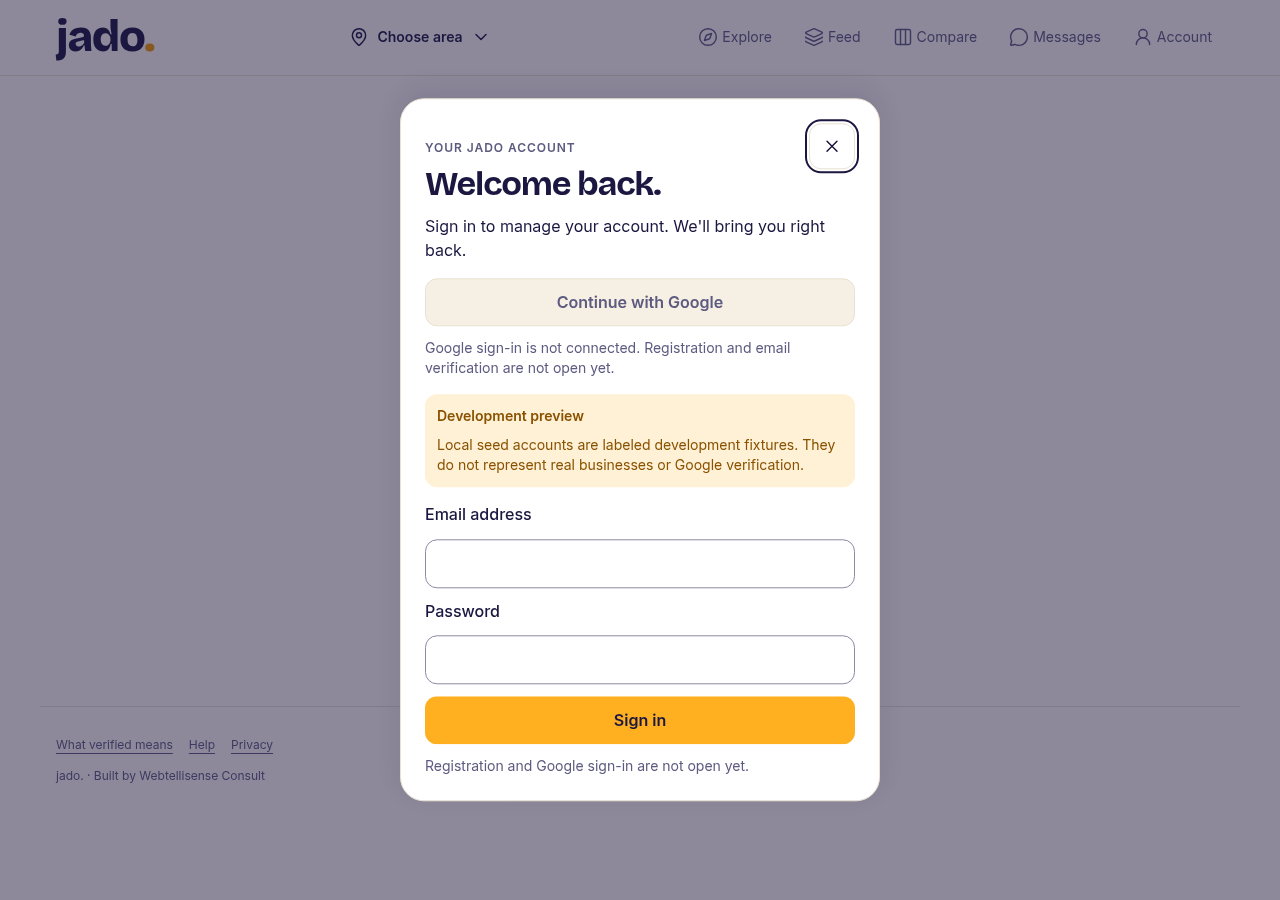 jado.
Choose area
Explore
Feed
Compare
Messages
Account
YOUR JADO ACCOUNT
Welcome back.
Sign in to manage your account. We'll bring you right
back.
Continue with Google
Google sign-in is not connected. Registration and email
verification are not open yet.
Development preview
Local seed accounts are labeled development fixtures. They
do not represent real businesses or Google verification.
Email address
Password
Sign in
Registration and Google sign-in are not open yet.
What verified means
Help
Privacy
jado. · Built by Webtellisense Consult